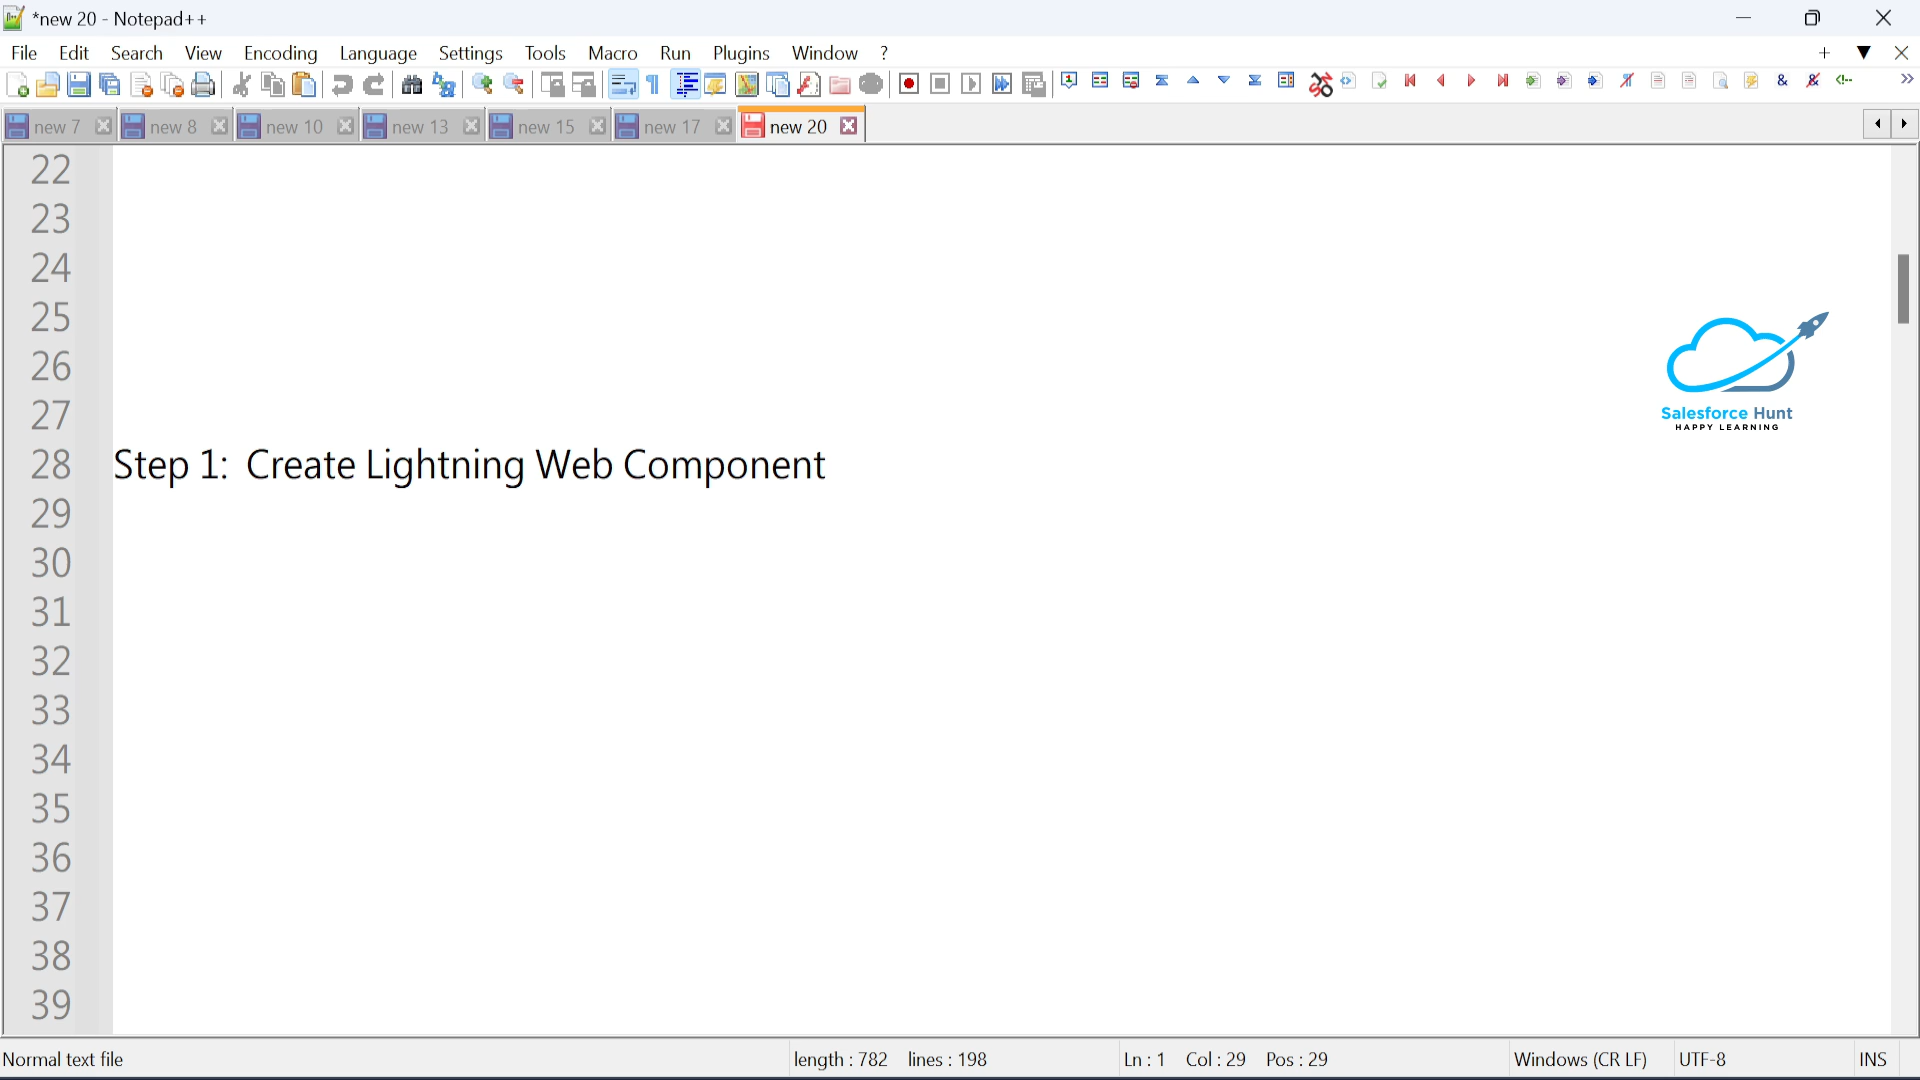 *new 20 - Notepad++
File Edit Search View Encoding Language Settings Tools Macro Run Plugins Window ?
new 7 new 8 new 10 new 13 new 15 new 17 new 20
22
23
24
25
26
27
Salesforce Hunt
HAPPY LEARNING
28 Step 1: Create Lightning Web Component
29
30
31
32
33
34
35
36
37
38
39
Normal text file length : 782 lines : 198 Ln : 1 Col : 29 Pos : 29 Windows (CR LF) UTF-8 INS